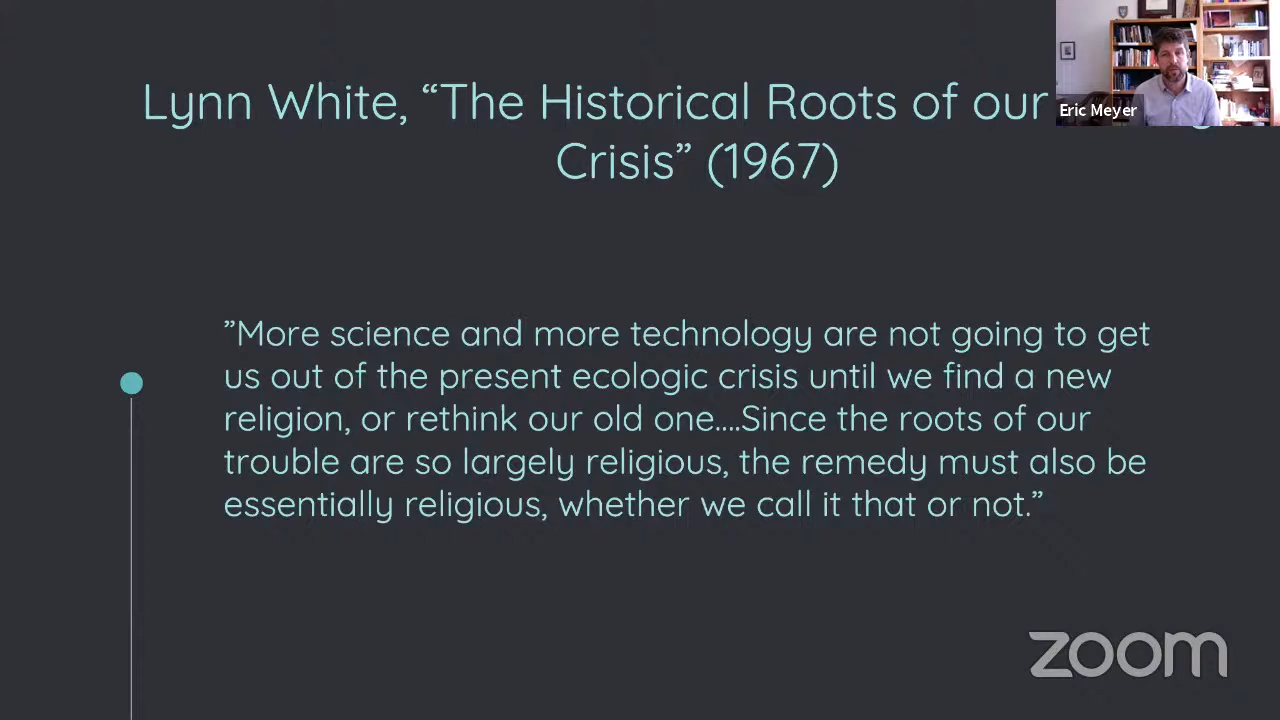 Lynn White, “The Historical Roots of our
Crisis” (1967)
Eric Meyer
”More science and more technology are not going to get
us out of the present ecologic crisis until we find a new
religion, or rethink our old one....Since the roots of our
trouble are so largely religious, the remedy must also be
essentially religious, whether we call it that or not.”
zoom